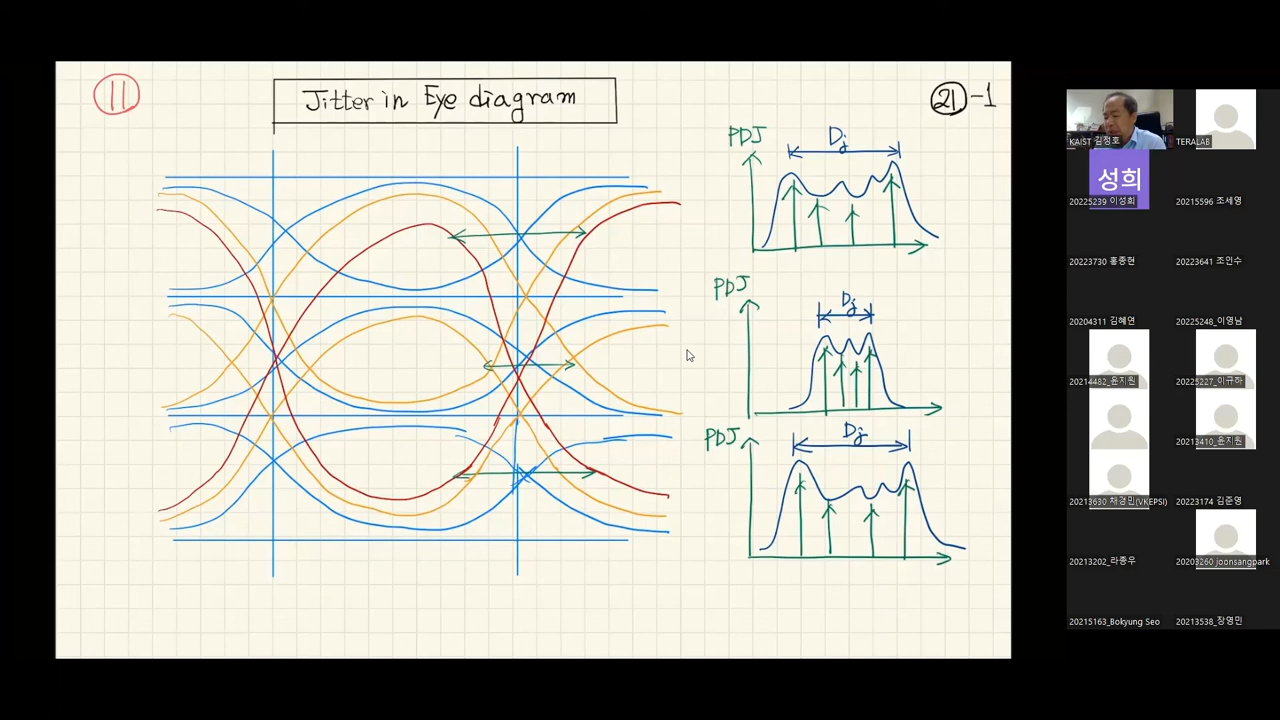 11
Jitter in Eye diagram
21-1
PDJ
Dj
PDJ
Dj
PDJ
Dj
KAIST 김정호
TERALAB
성희
20225239 이성희
20215596 조세영
20223730 홍종현
20223641 조인수
20204311 김혜연
20225248_이영남
20214482_윤지원
20225227_이규하
20213410_윤지원
20213630 채경민(VKEPSI)
20223174 김준영
20213202_라종우
20203260 joonsangpark
20215163_Bokyung Seo
20213538_장영민